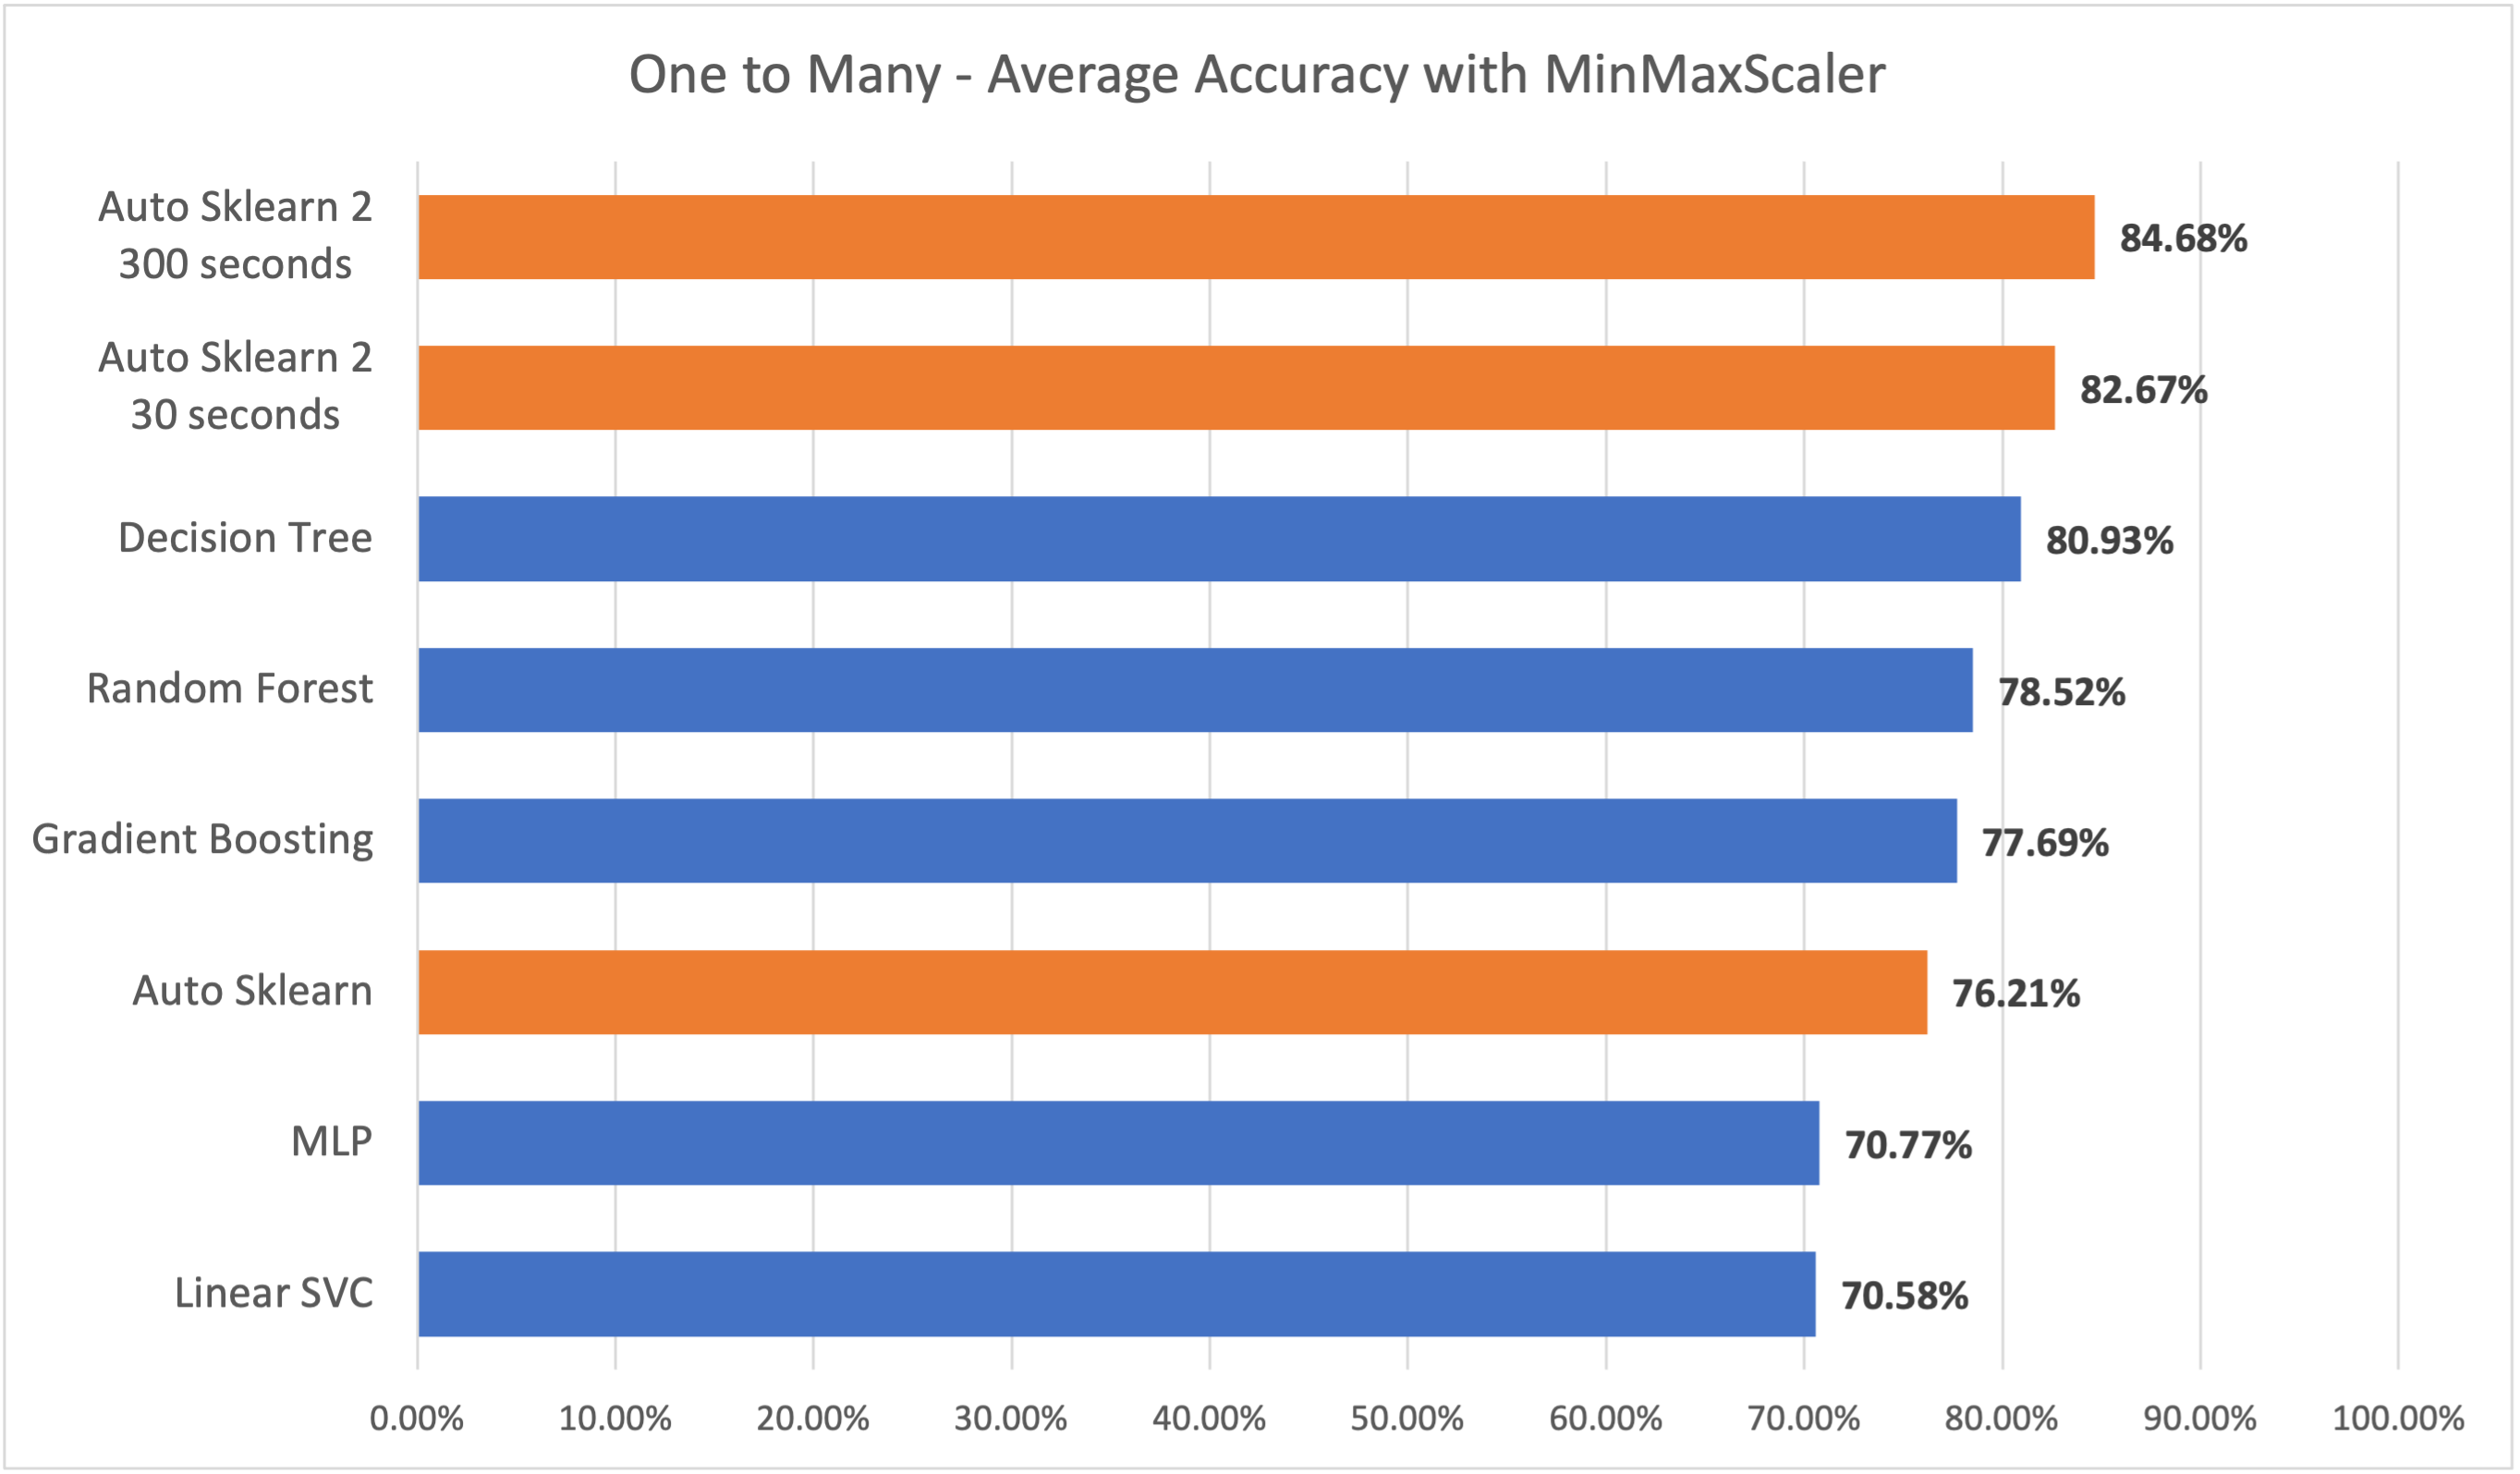 One to Many - Average Accuracy with MinMaxScaler
Auto Sklearn 2
300 seconds
84.68%
Auto Sklearn 2
30 seconds
82.67%
Decision Tree
80.93%
Random Forest
78.52%
Gradient Boosting
77.69%
Auto Sklearn
76.21%
MLP
70.77%
Linear SVC
70.58%
0.00% 10.00% 20.00% 30.00% 40.00% 50.00% 60.00% 70.00% 80.00% 90.00% 100.00%